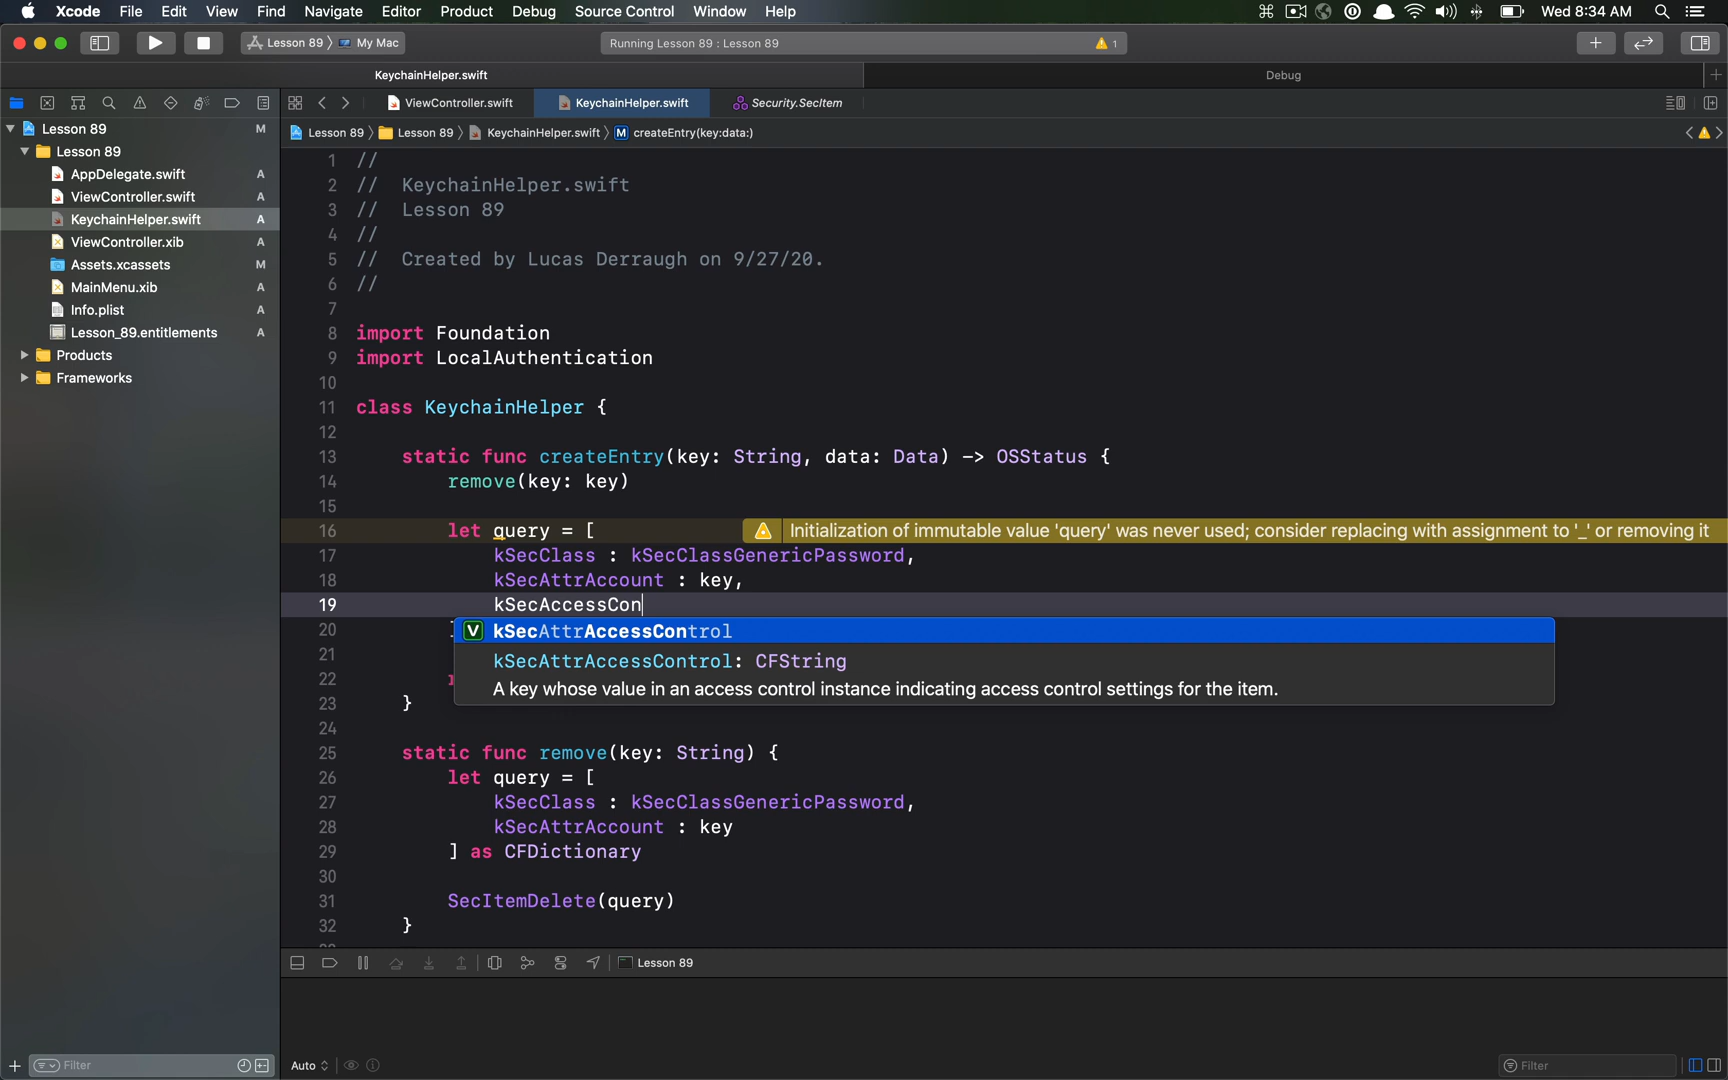 Xcode File Edit View Find Navigate Editor Product Debug Source Control Window Help Wed 8:34 AM
Lesson 89 My Mac Running Lesson 89 : Lesson 89 1
KeychainHelper.swift Debug
ViewController.swift KeychainHelper.swift Security.SecItem
Lesson 89 Lesson 89 KeychainHelper.swift M createEntry(key:data:)
Lesson 89 M
Lesson 89
AppDelegate.swift A
ViewController.swift A
KeychainHelper.swift A
ViewController.xib A
Assets.xcassets M
MainMenu.xib A
Info.plist A
Lesson_89.entitlements A
Products
Frameworks
1 //
2 // KeychainHelper.swift
3 // Lesson 89
4 //
5 // Created by Lucas Derraugh on 9/27/20.
6 //
7
8 import Foundation
9 import LocalAuthentication
10
11 class KeychainHelper {
12
13 static func createEntry(key: String, data: Data) -> OSStatus {
14 remove(key: key)
15
16 let query = [ Initialization of immutable value 'query' was never used; consider replacing with assignment to '_' or removing it
17 kSecClass : kSecClassGenericPassword,
18 kSecAttrAccount : key,
19 kSecAccessCon
20
V kSecAttrAccessControl
21
kSecAttrAccessControl: CFString
22
A key whose value in an access control instance indicating access control settings for the item.
23 }
24
25 static func remove(key: String) {
26 let query = [
27 kSecClass : kSecClassGenericPassword,
28 kSecAttrAccount : key
29 ] as CFDictionary
30
31 SecItemDelete(query)
32 }
Lesson 89
Filter Auto Filter